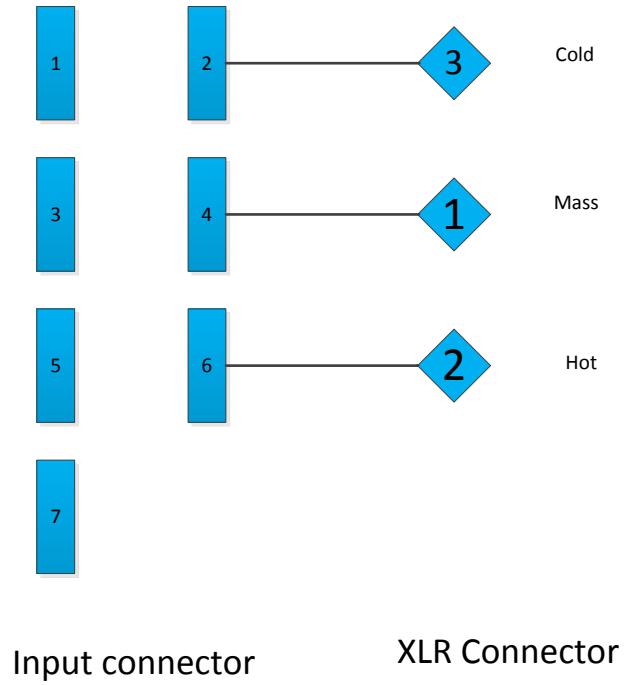 1 2 3 Cold
3 4 1 Mass
5 6 2 Hot
7
Input connector XLR Connector